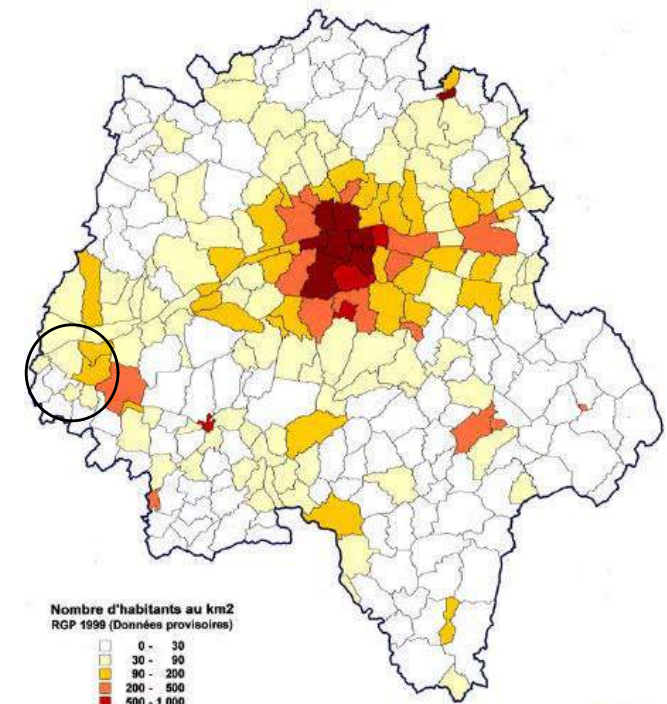 Nombre d'habitants au km2
RGP 1999 (Données provisoires)
0 - 30
30 - 90
90 - 200
200 - 500
500 - 1 000